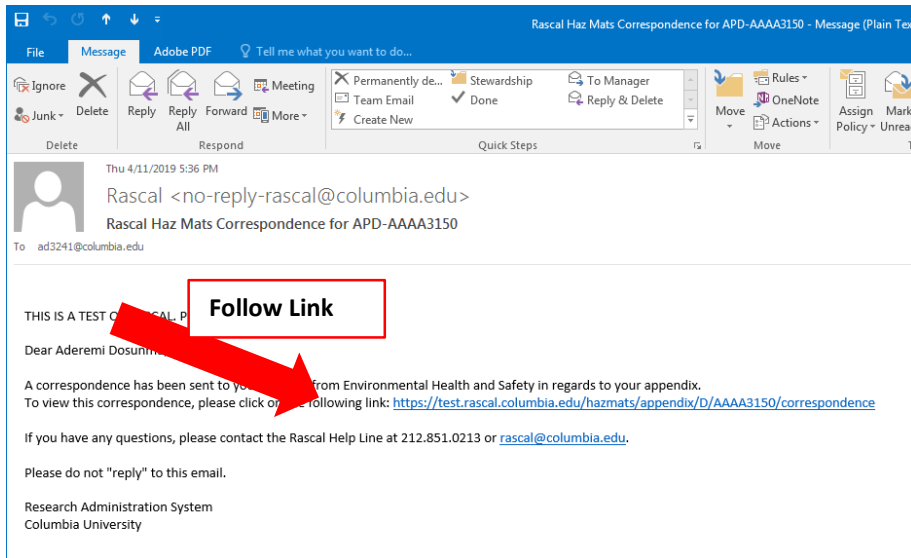 Rascal Haz Mats Correspondence for APD-AAAA3150 - Message (Plain Tex
File Message Adobe PDF Tell me what you want to do...
Ignore
Junk
Delete
Reply
Reply All
Forward
Meeting
More
Permanently de...
Team Email
Create New
Stewardship
Done
To Manager
Reply & Delete
Move
Rules
OneNote
Actions
Assign Policy
Mark Unrea
Delete Respond Quick Steps Move
Thu 4/11/2019 5:36 PM
Rascal <no-reply-rascal@columbia.edu>
Rascal Haz Mats Correspondence for APD-AAAA3150
To ad3241@columbia.edu
Follow Link
THIS IS A TEST
Dear Aderemi
A correspondence has been sent to from Environmental Health and Safety in regards to your appendix.
To view this correspondence, please click following link: https://test.rascal.columbia.edu/hazmats/appendix/D/AAAA3150/correspondence
If you have any questions, please contact the Rascal Help Line at 212.851.0213 or rascal@columbia.edu.
Please do not "reply" to this email.
Research Administration System
Columbia University